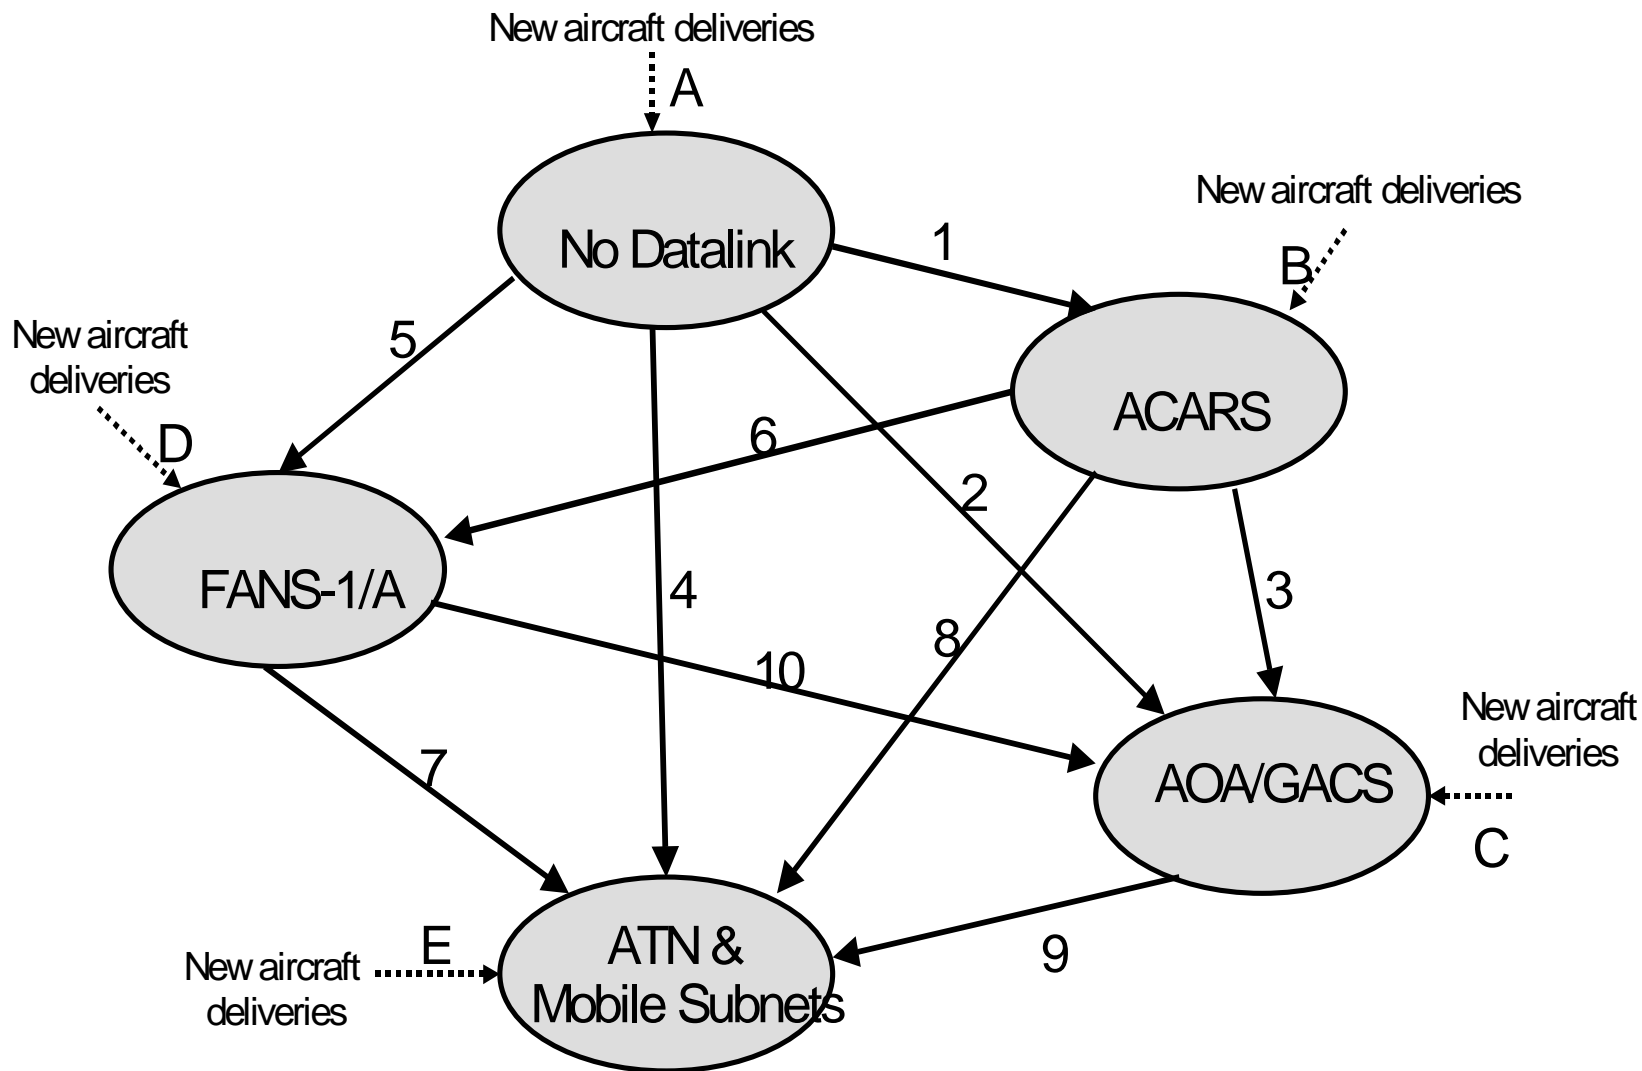 New aircraft deliveries
A
New aircraft deliveries
B
No Datalink
1
New aircraft
deliveries
D
5
ACARS
6
2
FANS-1/A
4
3
8
10
New aircraft
deliveries
C
7
AOA/GACS
New aircraft
deliveries
E
ATN &
Mobile Subnets
9